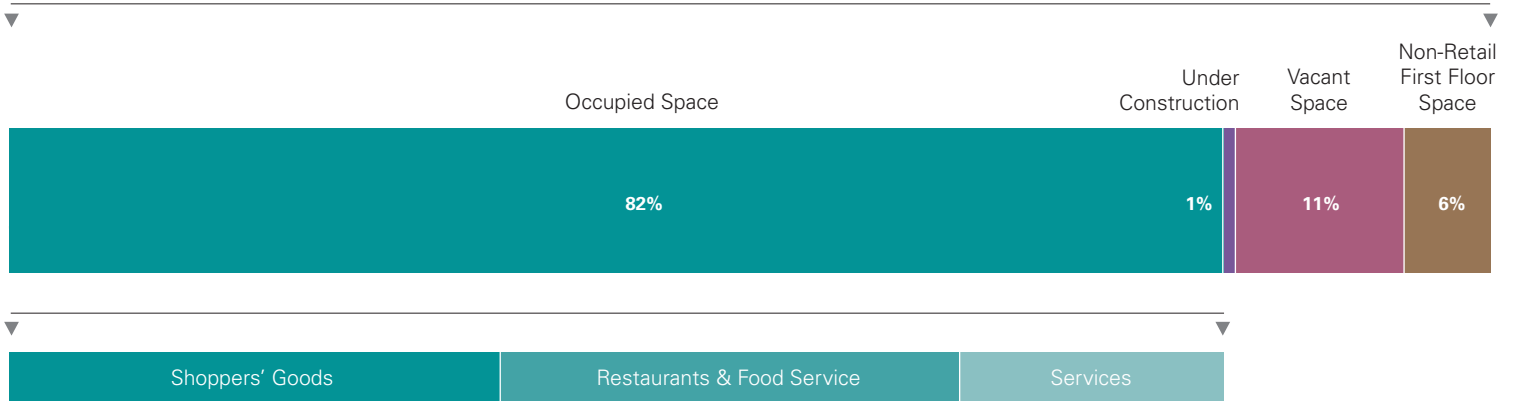 Occupied Space
Under
Construction
Vacant
Space
Non-Retail
First Floor
Space
82%
1%
11%
6%
Shoppers’ Goods
Restaurants & Food Service
Services